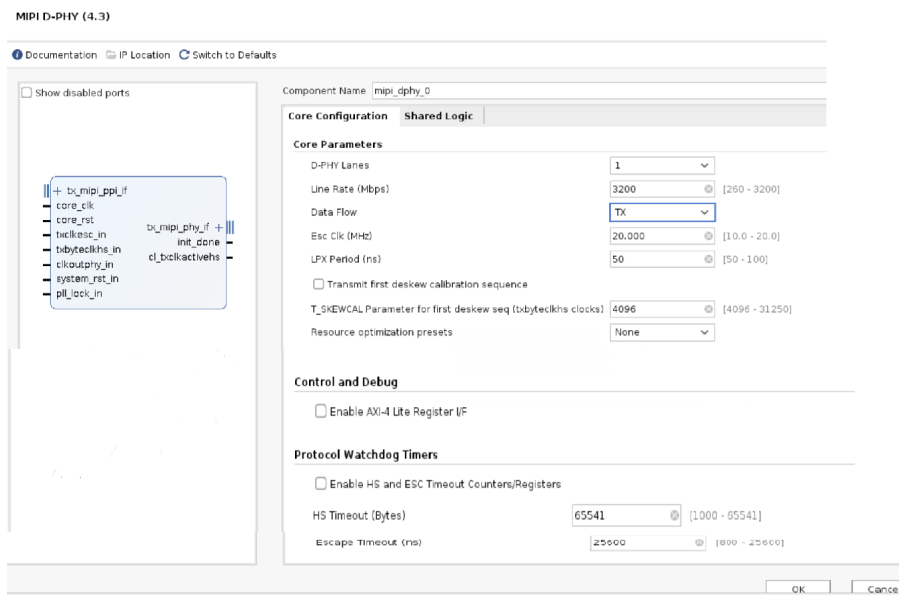 MIPI D-PHY (4.3)
Documentation IP Location Switch to Defaults
Show disabled ports
+ tx_mipi_ppi_if
core_clk
core_rst
txclkesc_in
txbyteclkhs_in
clkoutphy_in
system_rst_in
pll_lock_in
tx_mipi_phy_if +
init_done
cl_txclkactivehs
Component Name mipi_dphy_0
Core Configuration Shared Logic
Core Parameters
D-PHY Lanes 1
Line Rate (Mbps) 3200 [260 - 3200]
Data Flow TX
Esc Clk (MHz) 20.000 [10.0 - 20.0]
LPX Period (ns) 50 [50 - 100]
Transmit first deskew calibration sequence
T_SKEWCAL Parameter for first deskew seq (txbyteclkhs clocks) 4096 [4096 - 31250]
Resource optimization presets None
Control and Debug
Enable AXI-4 Lite Register I/F
Protocol Watchdog Timers
Enable HS and ESC Timeout Counters/Registers
HS Timeout (Bytes) 65541 [1000 - 65541]
Escape Timeout (ns) 25600 [800 - 25600]
OK Cance